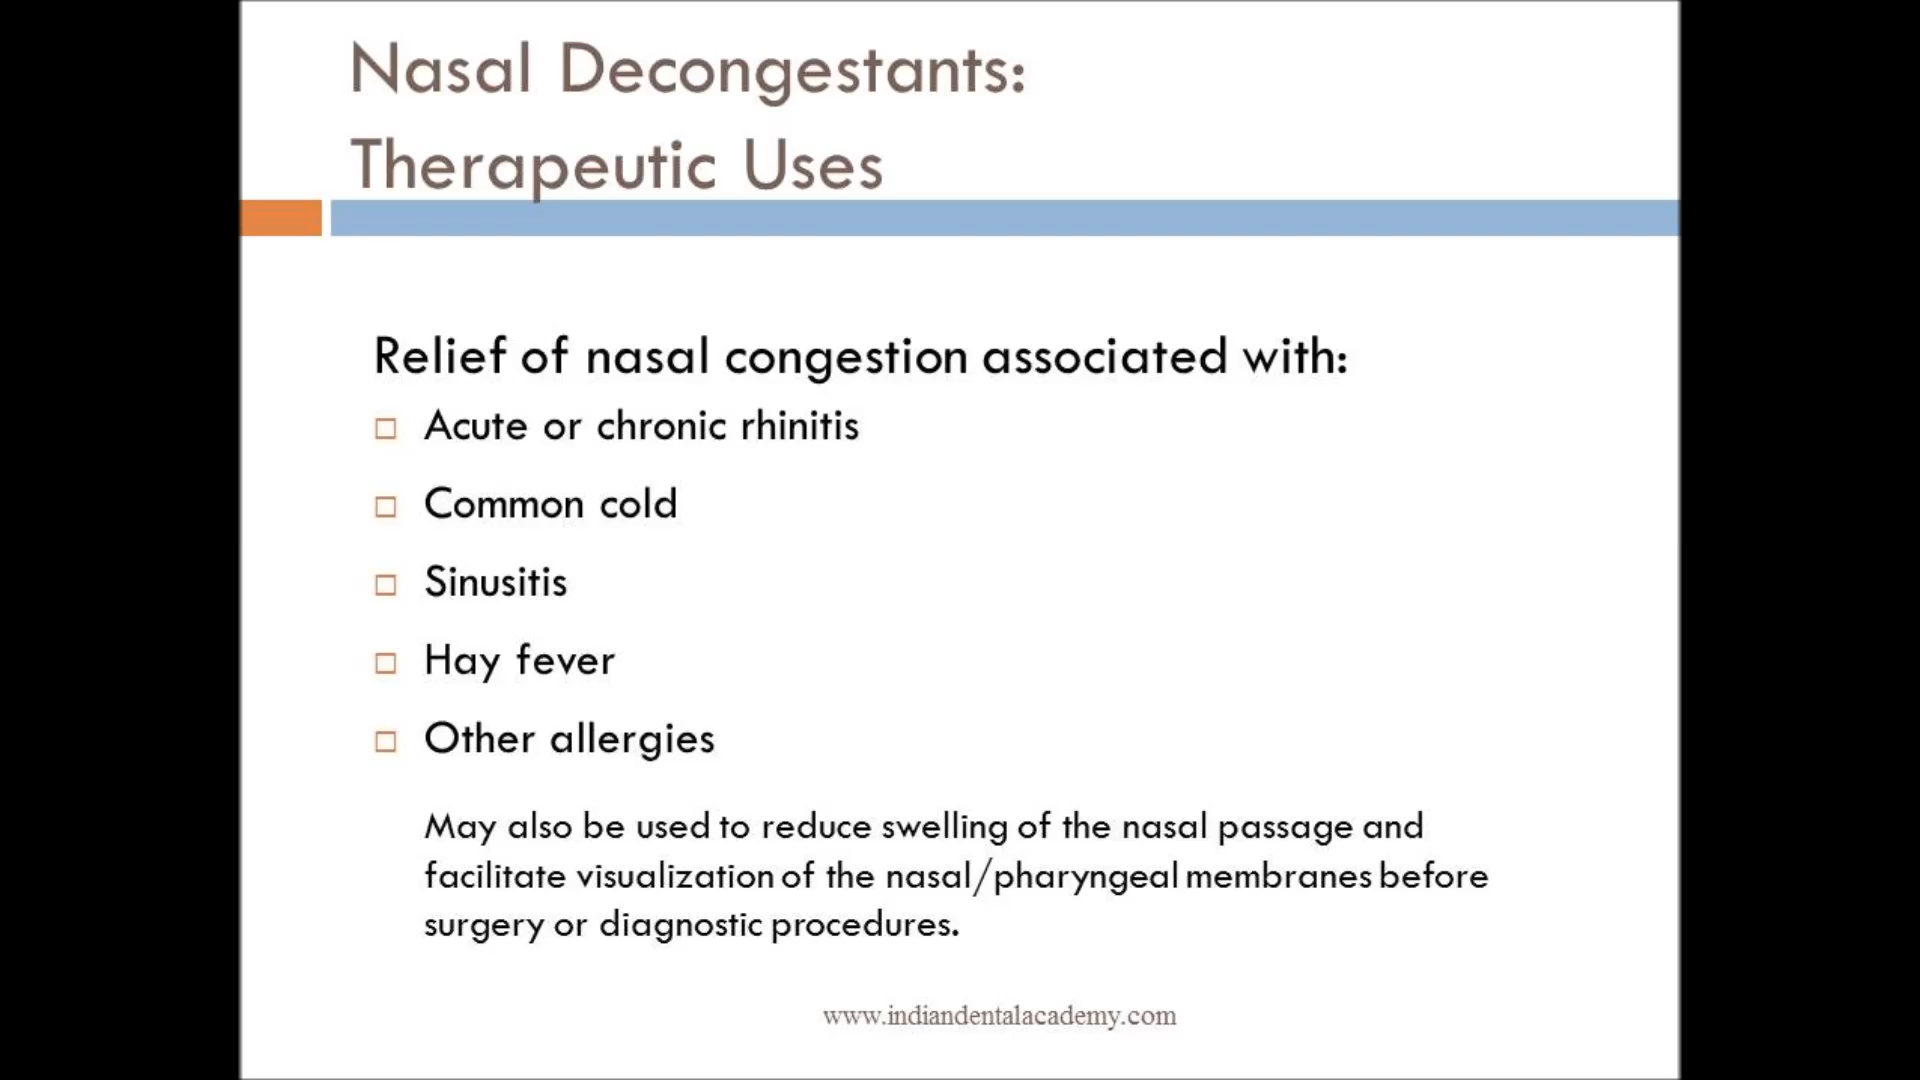 Nasal Decongestants:
Therapeutic Uses
Relief of nasal congestion associated with:
Acute or chronic rhinitis
Common cold
Sinusitis
Hay fever
Other allergies
May also be used to reduce swelling of the nasal passage and
facilitate visualization of the nasal/pharyngeal membranes before
surgery or diagnostic procedures.
www.indiandentalacademy.com